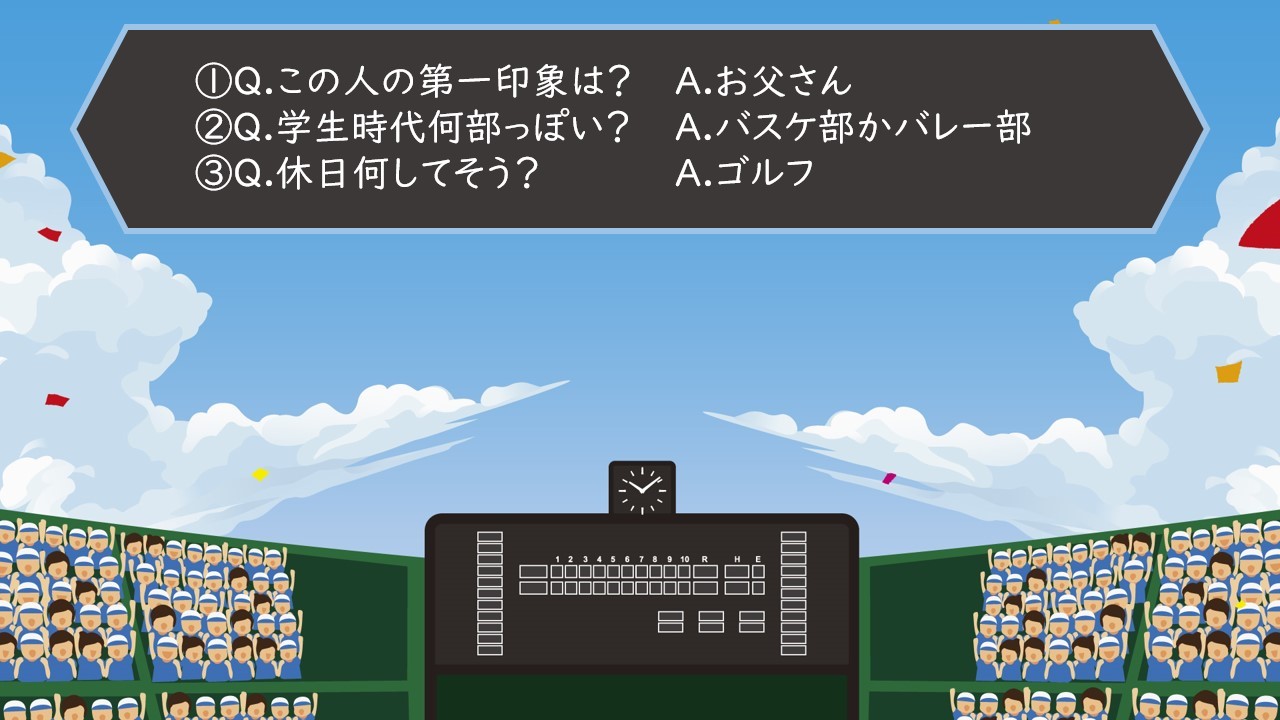 ①Q.この人の第一印象は? A.お父さん
②Q.学生時代何部っぽい? A.バスケ部かバレー部
③Q.休日何してそう? A.ゴルフ
1 2 3 4 5 6 7 8 9 10 R H E